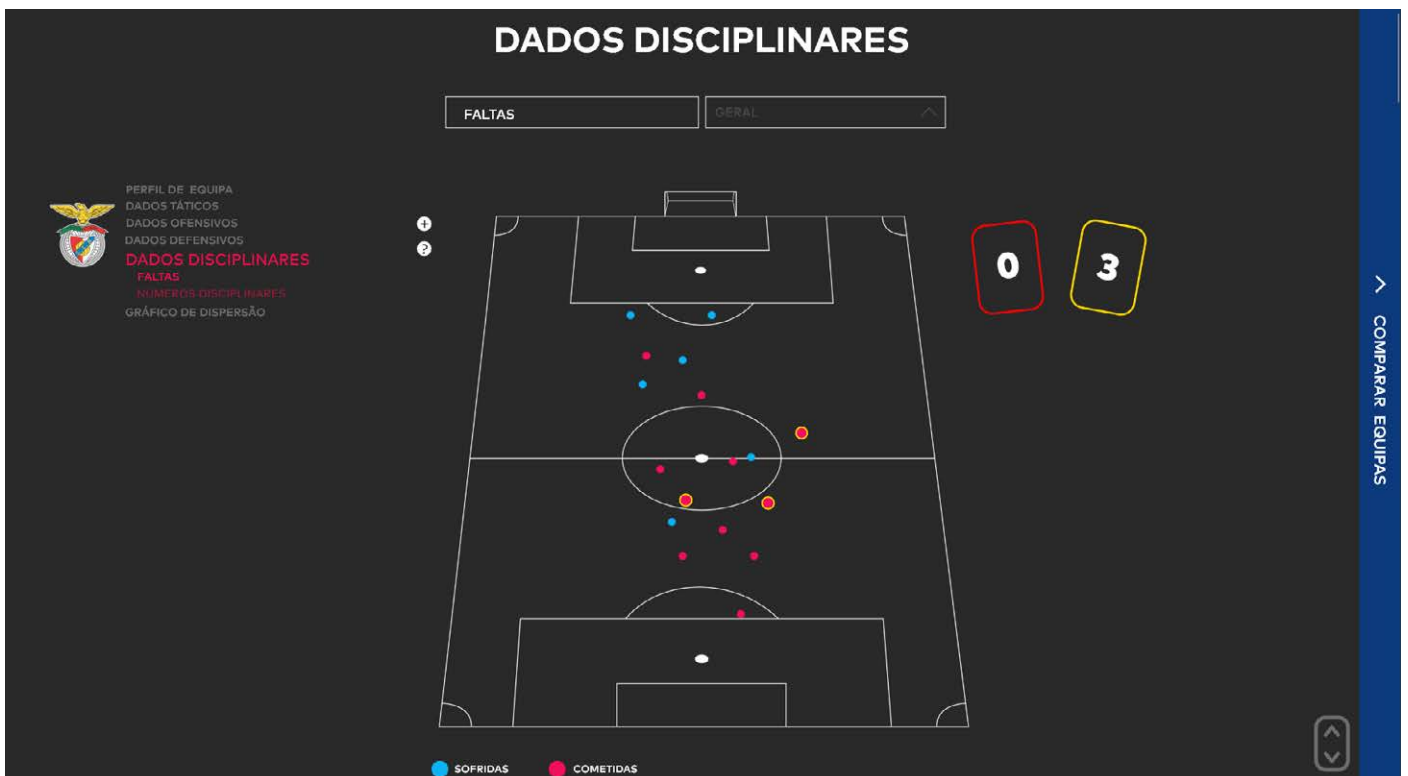 DADOS DISCIPLINARES
FALTAS
GERAL
PERFIL DE EQUIPA
DADOS TÁTICOS
DADOS OFENSIVOS
DADOS DEFENSIVOS
DADOS DISCIPLINARES
FALTAS
NÚMEROS DISCIPLINARES
GRÁFICO DE DISPERSÃO
+
?
0
3
COMPARAR EQUIPAS
SOFRIDAS
COMETIDAS